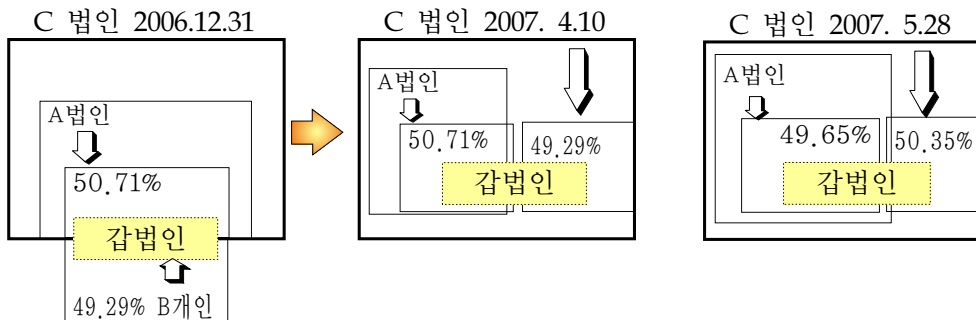 C 법인 2006.12.31
A법인
50.71%
갑법인
49.29% B개인
C 법인 2007. 4.10
A법인
50.71%
49.29%
갑법인
C 법인 2007. 5.28
A법인
49.65%
50.35%
갑법인